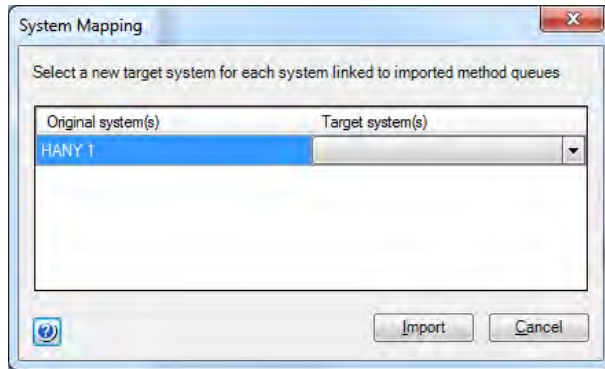 System Mapping
Select a new target system for each system linked to imported method queues
Original system(s) Target system(s)
HANY 1
Import Cancel